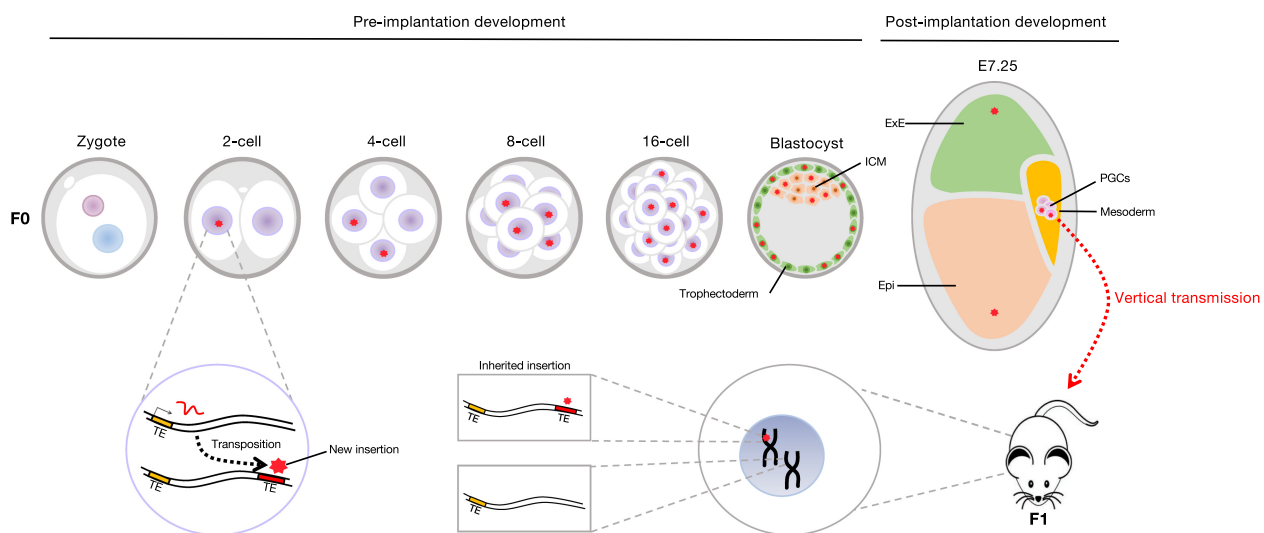 Pre-implantation development
Post-implantation development
E7.25
Zygote
2-cell
4-cell
8-cell
16-cell
Blastocyst
F0
ExE
ICM
PGCs
Mesoderm
Trophectoderm
Epi
Vertical transmission
Inherited insertion
TE
Transposition
New insertion
TE
TE
TE
TE
TE
F1